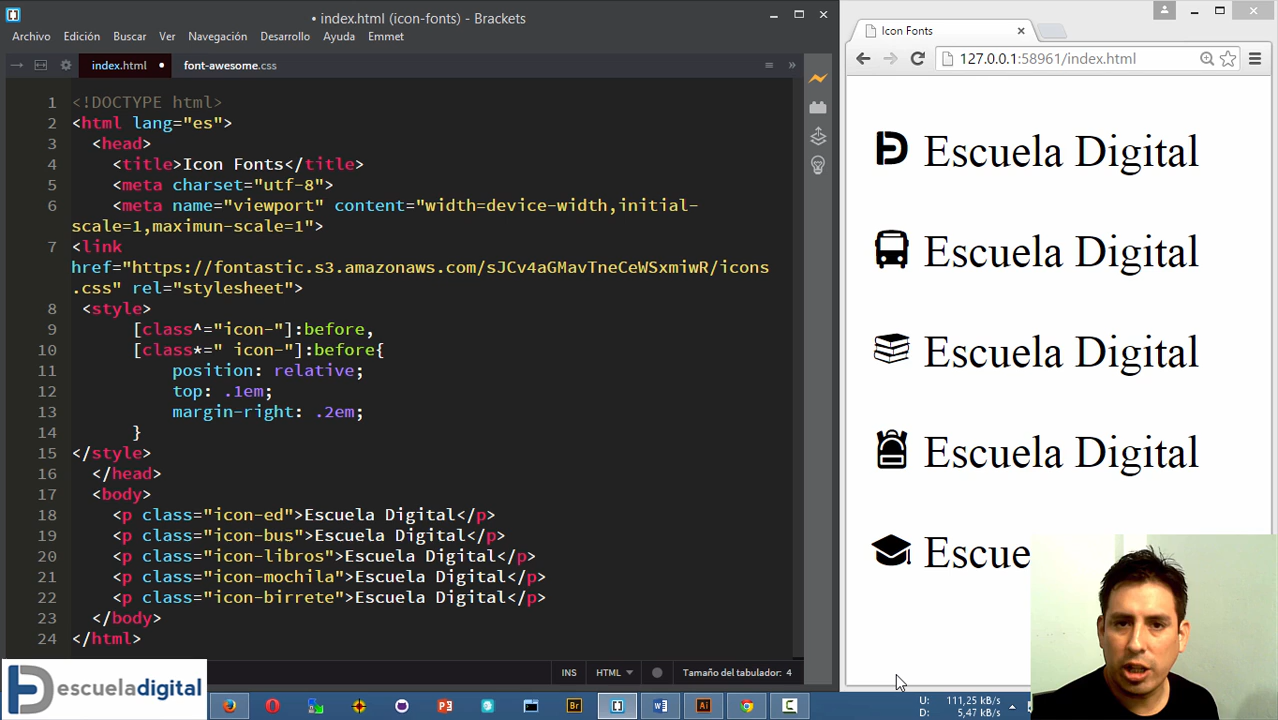 • index.html (icon-fonts) - Brackets
Archivo Edición Buscar Ver Navegación Desarrollo Ayuda Emmet
index.html • font-awesome.css
1 <!DOCTYPE html>
2 <html lang="es">
3 <head>
4 <title>Icon Fonts</title>
5 <meta charset="utf-8">
6 <meta name="viewport" content="width=device-width,initial-
scale=1,maximun-scale=1">
7 <link
href="https://fontastic.s3.amazonaws.com/sJCv4aGMavTneCeWSxmiwR/icons
.css" rel="stylesheet">
8 <style>
9 [class^="icon-"]:before,
10 [class*=" icon-"]:before{
11 position: relative;
12 top: .1em;
13 margin-right: .2em;
14 }
15 </style>
16 </head>
17 <body>
18 <p class="icon-ed">Escuela Digital</p>
19 <p class="icon-bus">Escuela Digital</p>
20 <p class="icon-libros">Escuela Digital</p>
21 <p class="icon-mochila">Escuela Digital</p>
22 <p class="icon-birrete">Escuela Digital</p>
23 </body>
24 </html>
INS HTML Tamaño del tabulador: 4
Icon Fonts
127.0.0.1:58961/index.html
Escuela Digital
Escuela Digital
Escuela Digital
Escuela Digital
Escue
escueladigital
Br
W
Ai
U: 111,25 kB/s
D: 5,47 kB/s